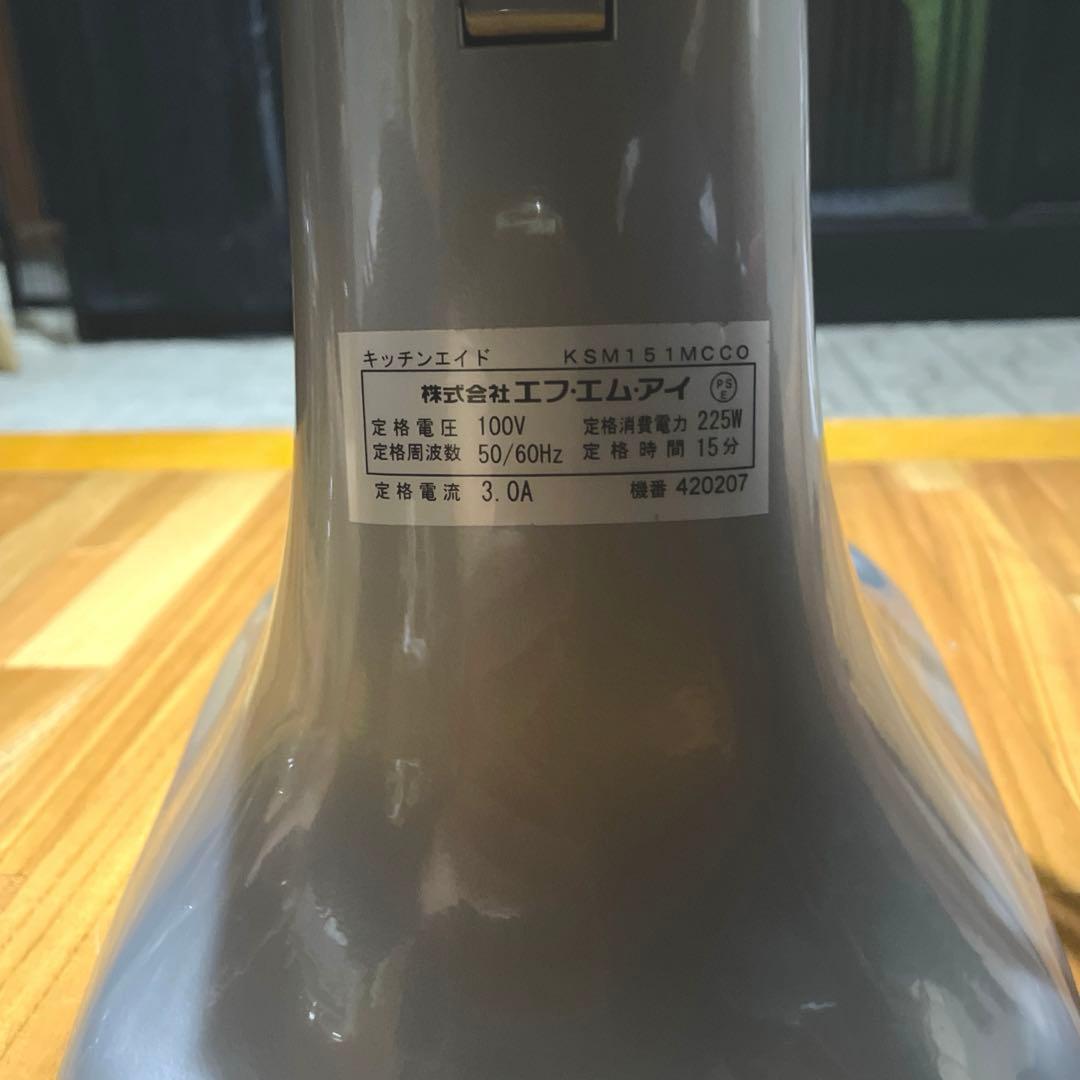 キッチンエイド KSM151MCCO
株式会社エフ・エム・アイ PSE
定格電圧 100V 定格消費電力 225W
定格周波数 50/60Hz 定格時間 15分
定格電流 3.0A 機番 420207